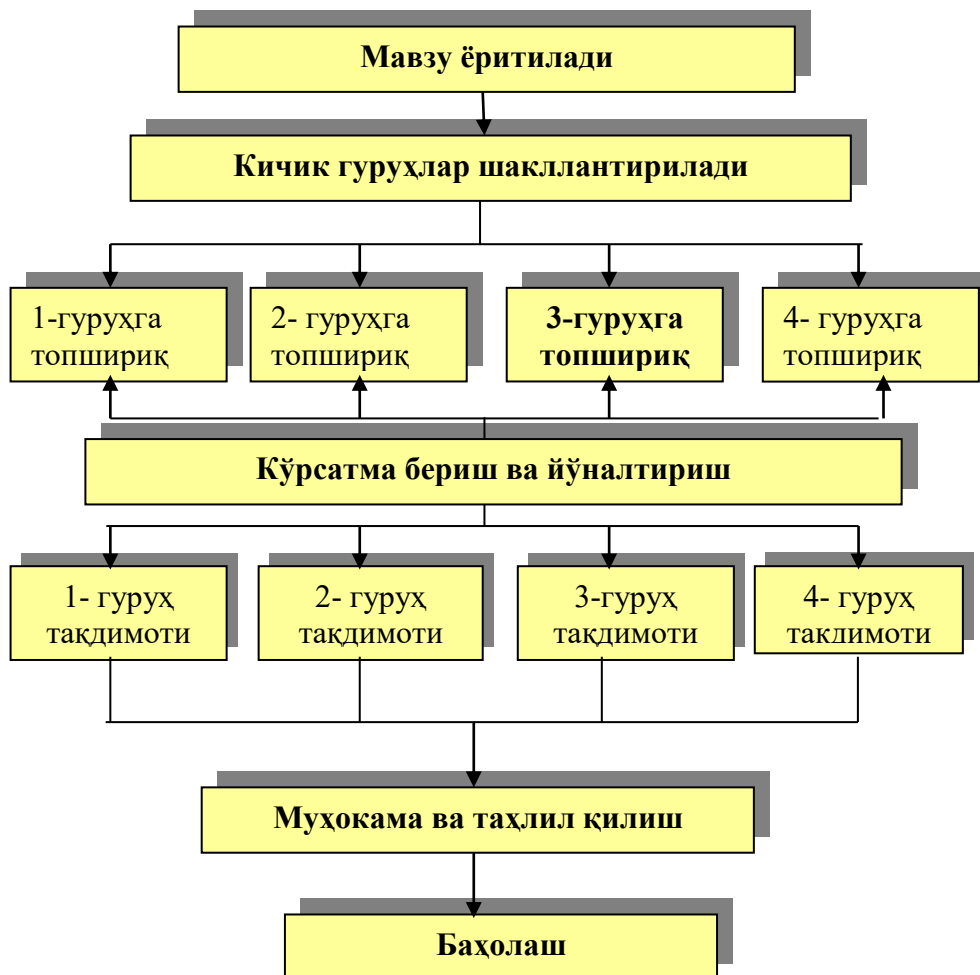 Мавзу ёритилади
Кичик гуруҳлар шакллантирилади
1-гуруҳга
топшириқ
2- гуруҳга
топшириқ
3-гуруҳга
топшириқ
4- гуруҳга
топшириқ
Кўрсатма бериш ва йўналтириш
1- гуруҳ
тақдимоти
2- гуруҳ
тақдимоти
3-гуруҳ
тақдимоти
4- гуруҳ
тақдимоти
Муҳокама ва таҳлил қилиш
Баҳолаш